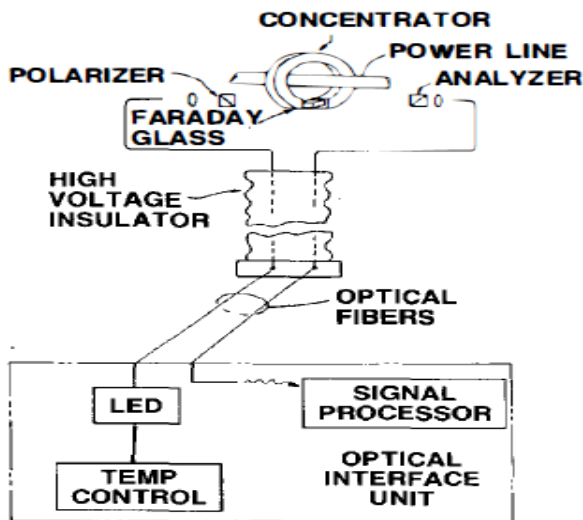 CONCENTRATOR
POWER LINE
POLARIZER
ANALYZER
FARADAY
GLASS
HIGH
VOLTAGE
INSULATOR
OPTICAL
FIBERS
LED
SIGNAL
PROCESSOR
TEMP
CONTROL
OPTICAL
INTERFACE
UNIT